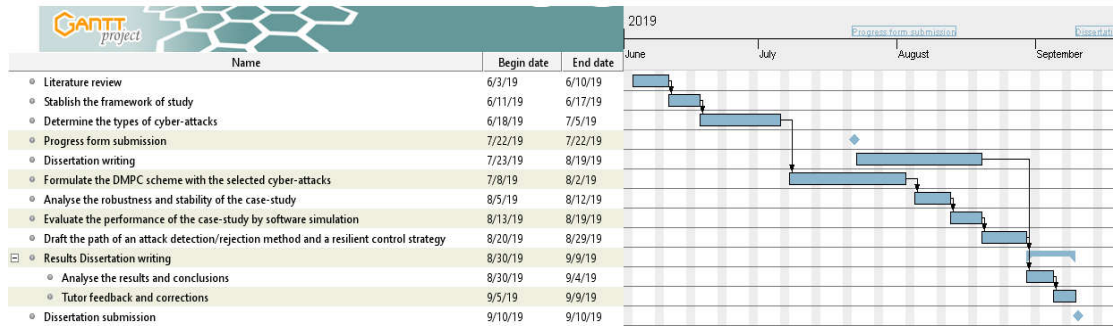 GANTT
project
2019
Progress form submission
Dissertati
June July August September
Name Begin date End date
Literature review 6/3/19 6/10/19
Stablish the framework of study 6/11/19 6/17/19
Determine the types of cyber-attacks 6/18/19 7/5/19
Progress form submission 7/22/19 7/22/19
Dissertation writing 7/23/19 8/19/19
Formulate the DMPC scheme with the selected cyber-attacks 7/8/19 8/2/19
Analyse the robustness and stability of the case-study 8/5/19 8/12/19
Evaluate the performance of the case-study by software simulation 8/13/19 8/19/19
Draft the path of an attack detection/rejection method and a resilient control strategy 8/20/19 8/29/19
Results Dissertation writing 8/30/19 9/9/19
Analyse the results and conclusions 8/30/19 9/4/19
Tutor feedback and corrections 9/5/19 9/9/19
Dissertation submission 9/10/19 9/10/19